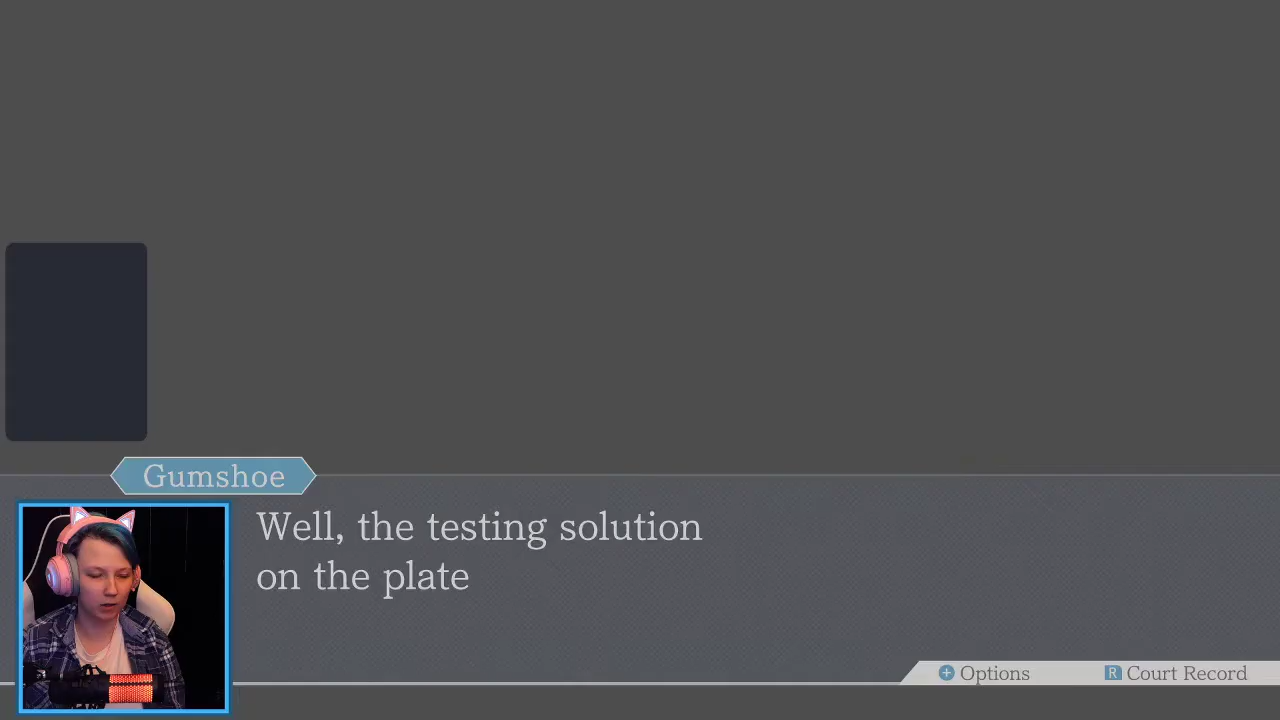 Gumshoe
Well, the testing solution
on the plate
+ Options
R Court Record